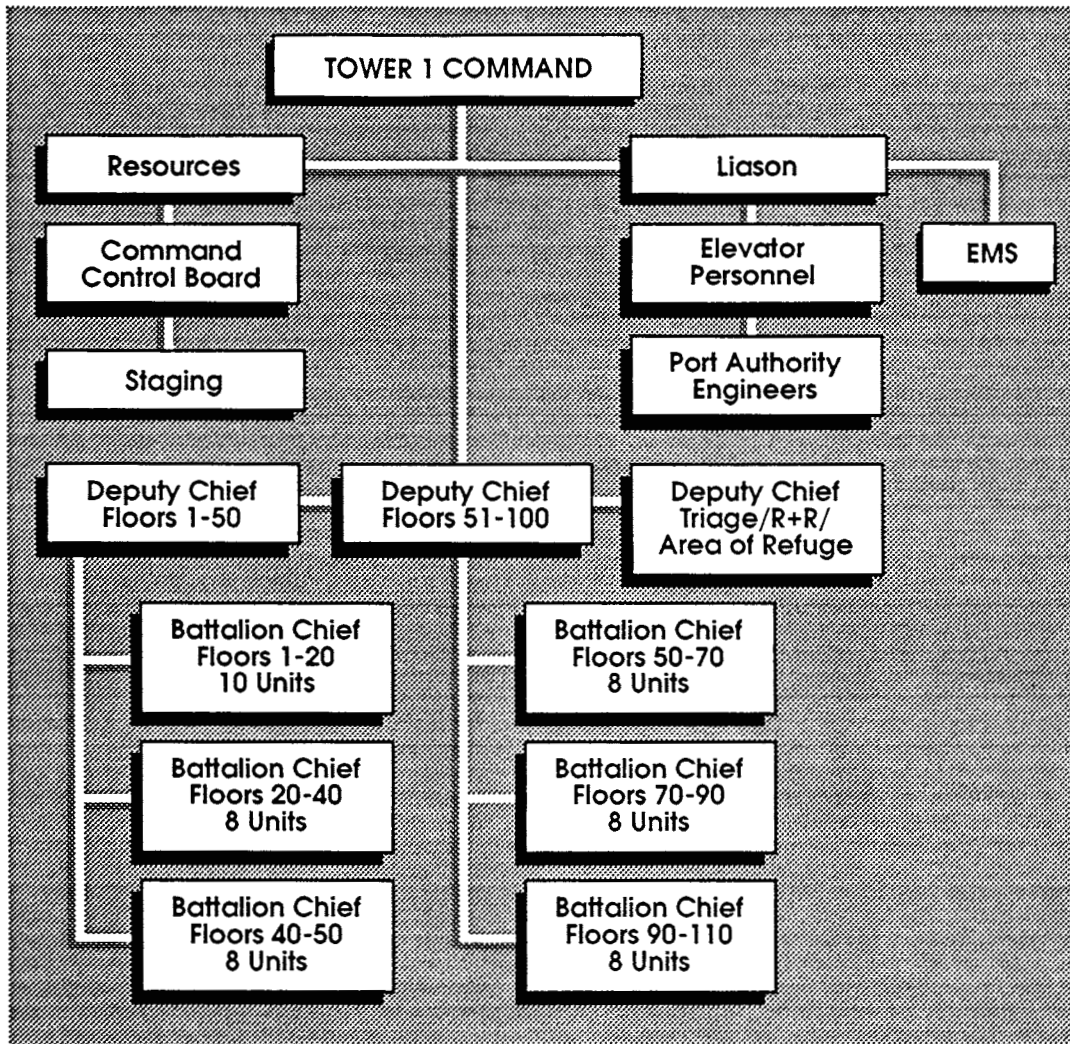 TOWER 1 COMMAND
Resources
Liason
Command
Control Board
Elevator
Personnel
EMS
Staging
Port Authority
Engineers
Deputy Chief
Floors 1-50
Deputy Chief
Floors 51-100
Deputy Chief
Triage/R+R/
Area of Refuge
Battalion Chief
Floors 1-20
10 Units
Battalion Chief
Floors 50-70
8 Units
Battalion Chief
Floors 20-40
8 Units
Battalion Chief
Floors 70-90
8 Units
Battalion Chief
Floors 40-50
8 Units
Battalion Chief
Floors 90-110
8 Units